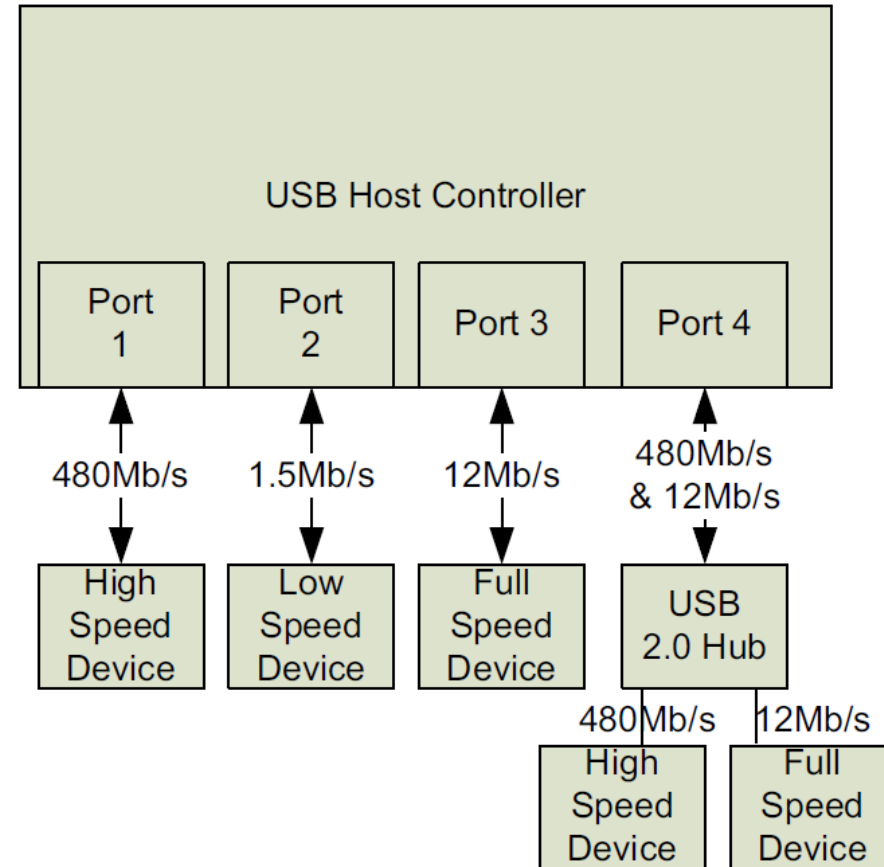 USB Host Controller
Port
1
Port
2
Port 3
Port 4
480Mb/s
1.5Mb/s
12Mb/s
480Mb/s
& 12Mb/s
High
Speed
Device
Low
Speed
Device
Full
Speed
Device
USB
2.0 Hub
480Mb/s
12Mb/s
High
Speed
Device
Full
Speed
Device